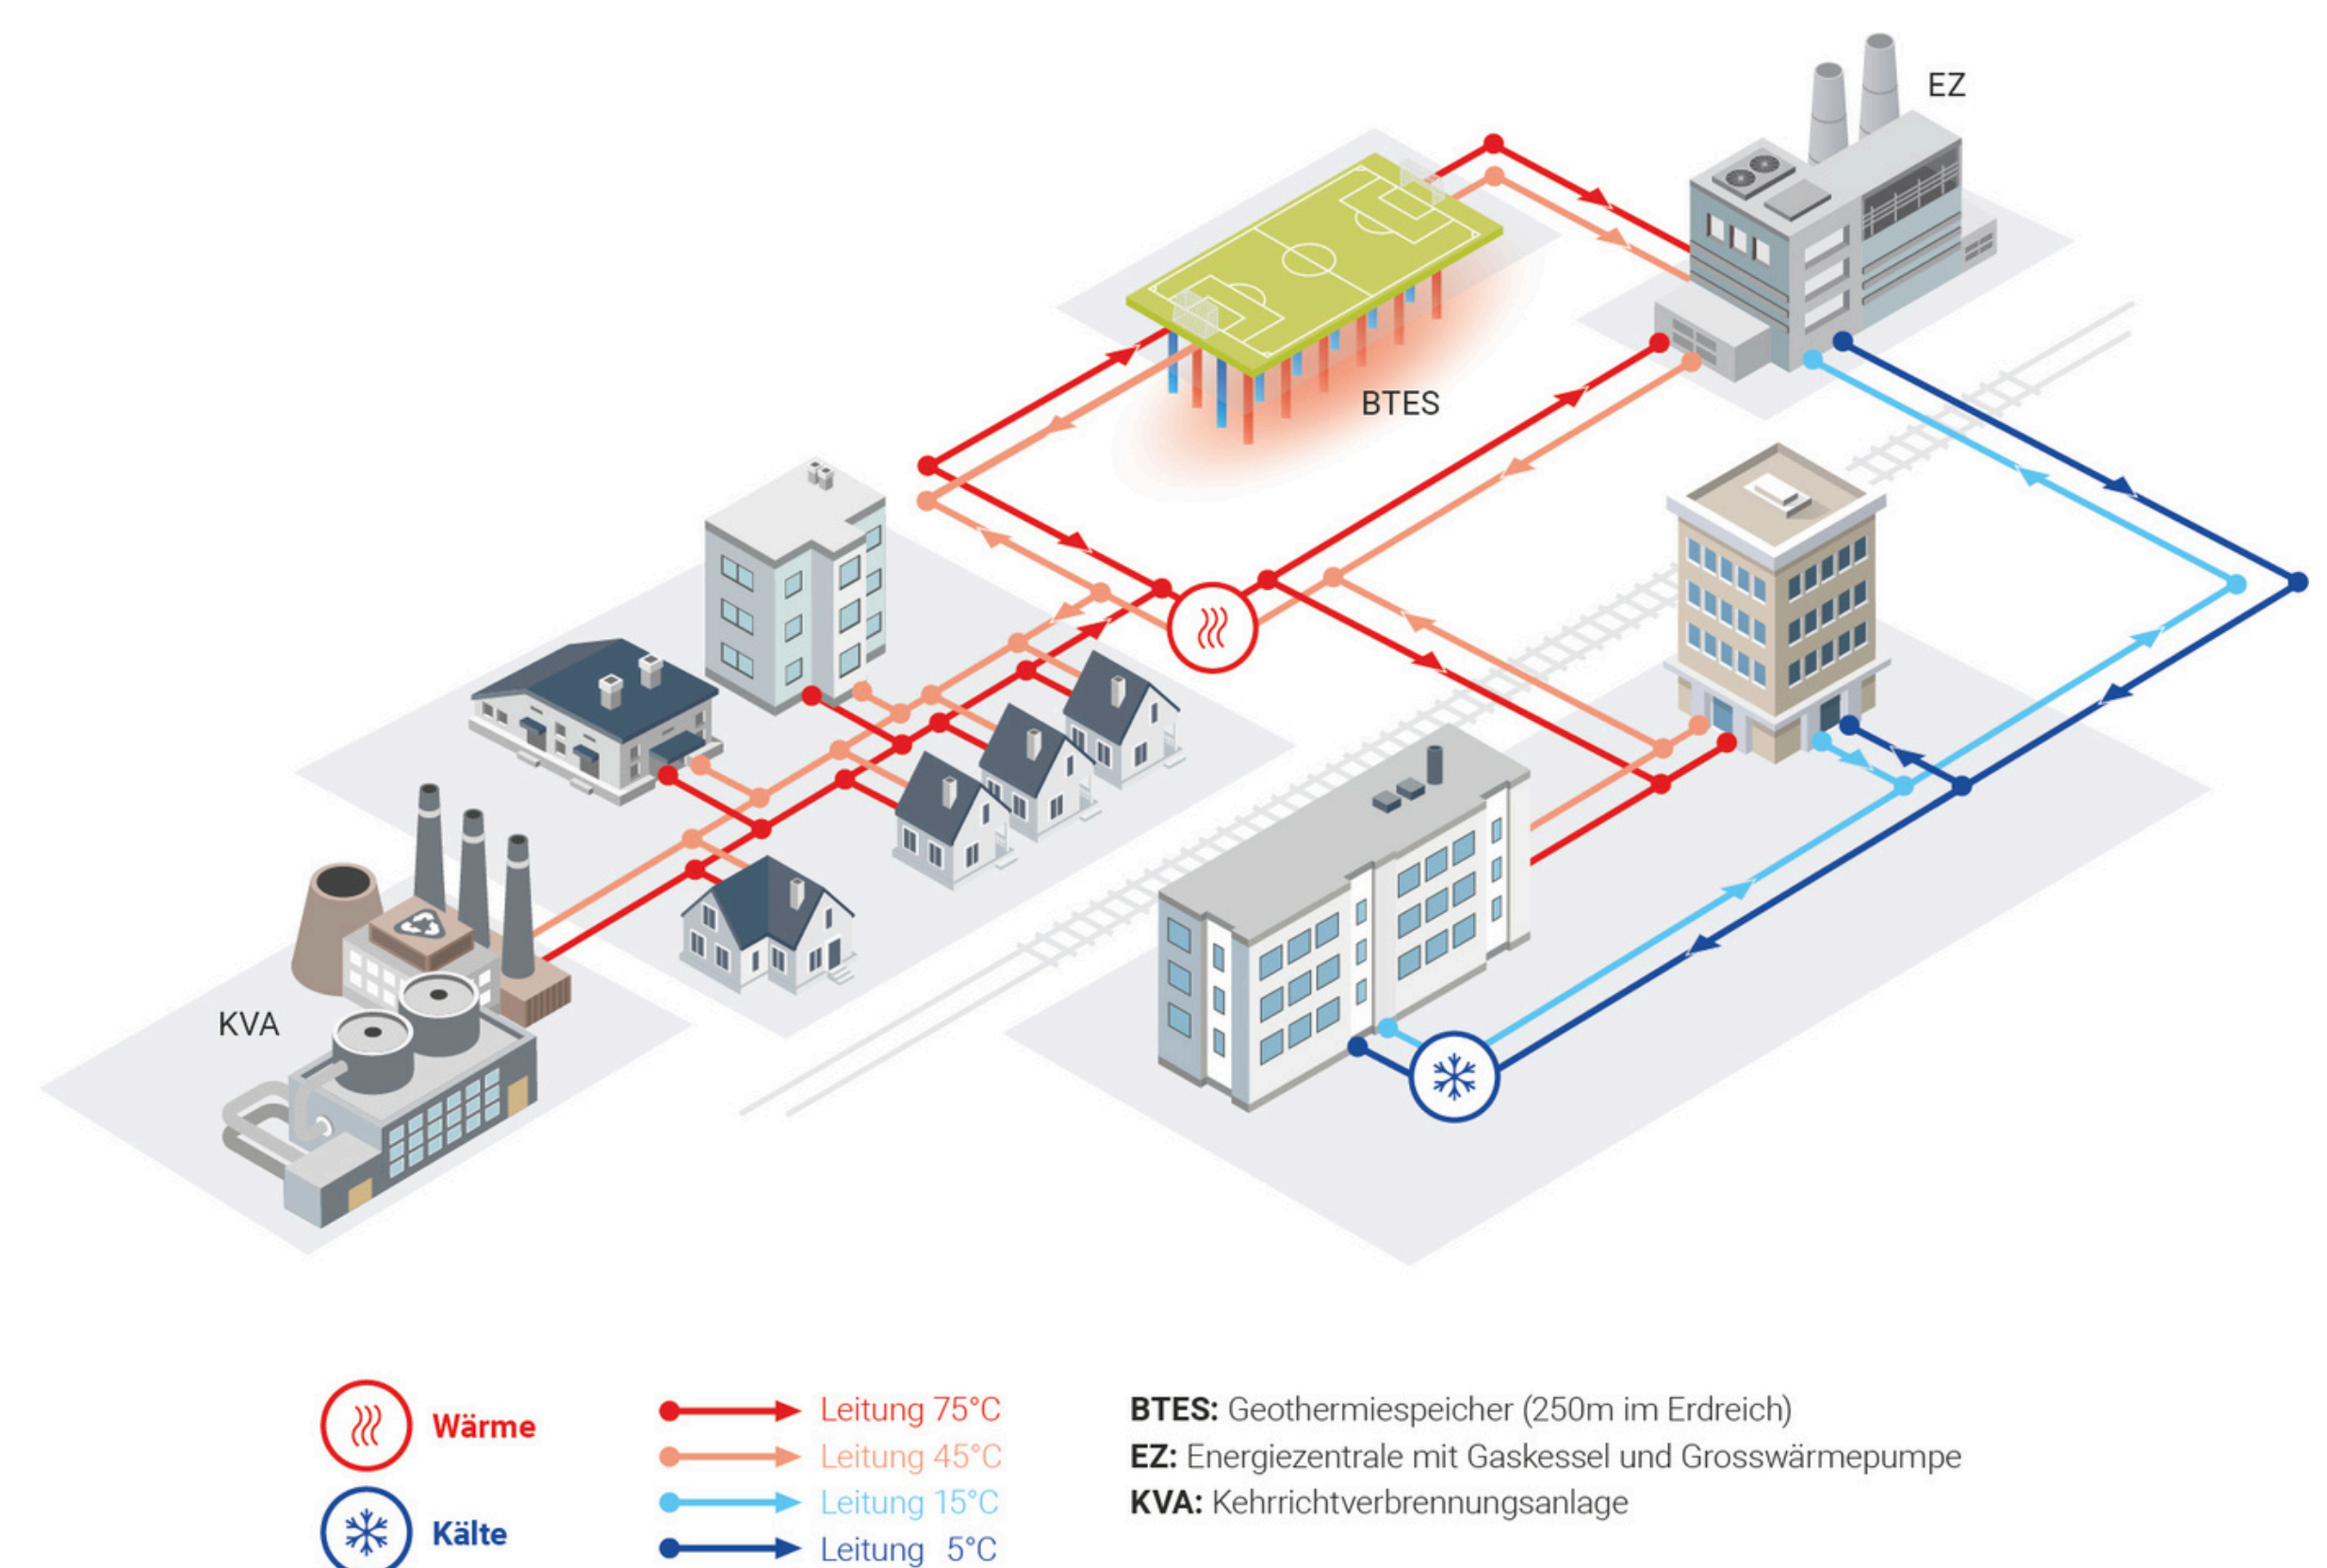 EZ
BTES
KVA
Wärme
Kälte
Leitung 75°C
Leitung 45°C
Leitung 15°C
Leitung 5°C
BTES: Geothermiespeicher (250m im Erdreich)
EZ: Energiezentrale mit Gaskessel und Grosswärmepumpe
KVA: Kehrrichtverbrennungsanlage